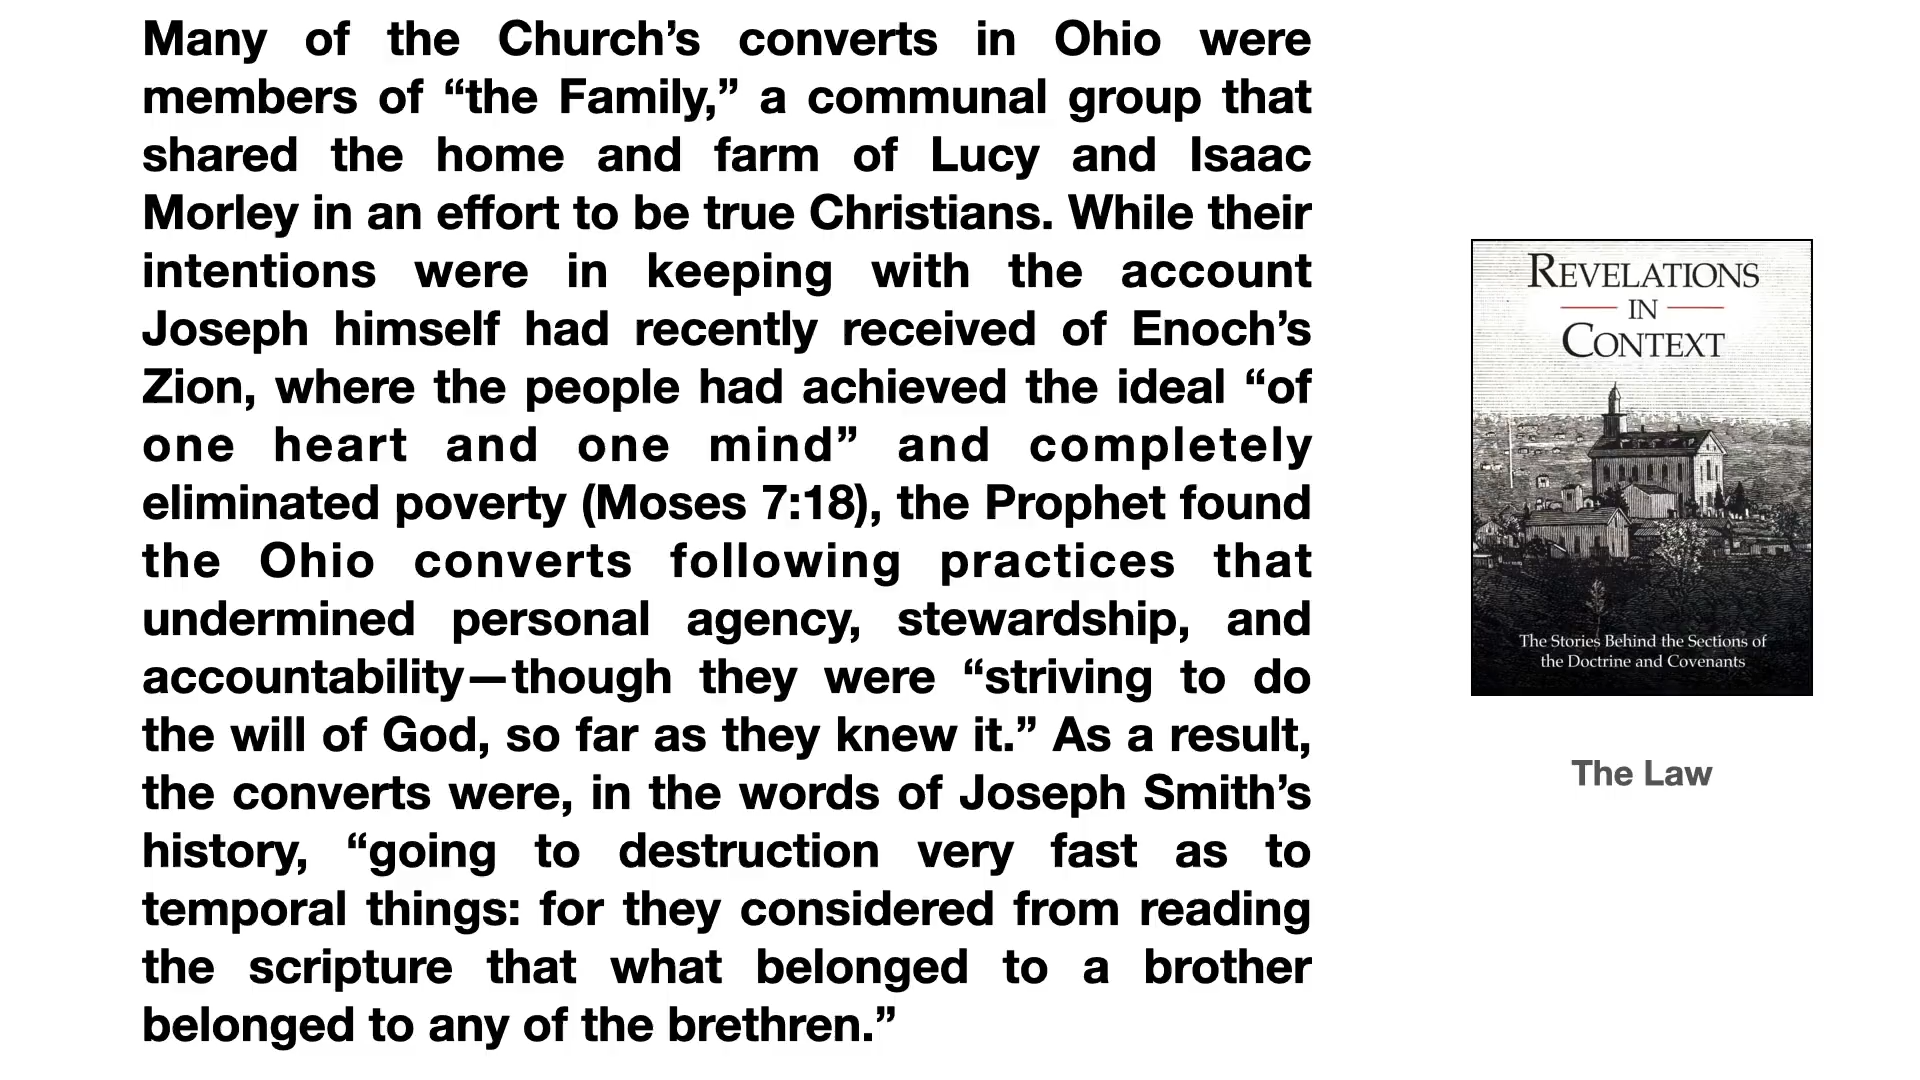 Many of the Church’s converts in Ohio were
members of “the Family,” a communal group that
shared the home and farm of Lucy and Isaac
Morley in an effort to be true Christians. While their
intentions were in keeping with the account
Joseph himself had recently received of Enoch’s
Zion, where the people had achieved the ideal “of
one heart and one mind” and completely
eliminated poverty (Moses 7:18), the Prophet found
the Ohio converts following practices that
undermined personal agency, stewardship, and
accountability—though they were “striving to do
the will of God, so far as they knew it.” As a result,
the converts were, in the words of Joseph Smith’s
history, “going to destruction very fast as to
temporal things: for they considered from reading
the scripture that what belonged to a brother
belonged to any of the brethren.”
REVELATIONS
IN
CONTEXT
The Stories Behind the Sections of
the Doctrine and Covenants
The Law